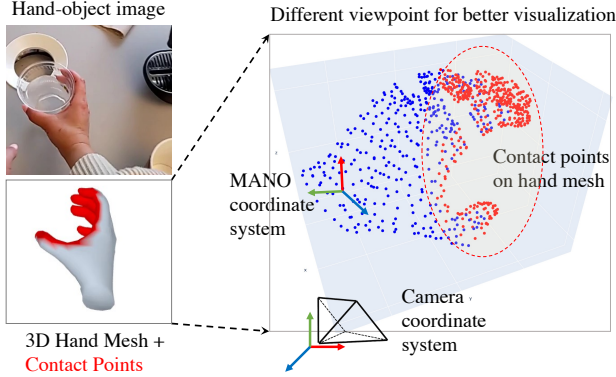 Hand-object image
Different viewpoint for better visualization
MANO
coordinate
system
Contact points
on hand mesh
Camera
coordinate
system
3D Hand Mesh +
Contact Points